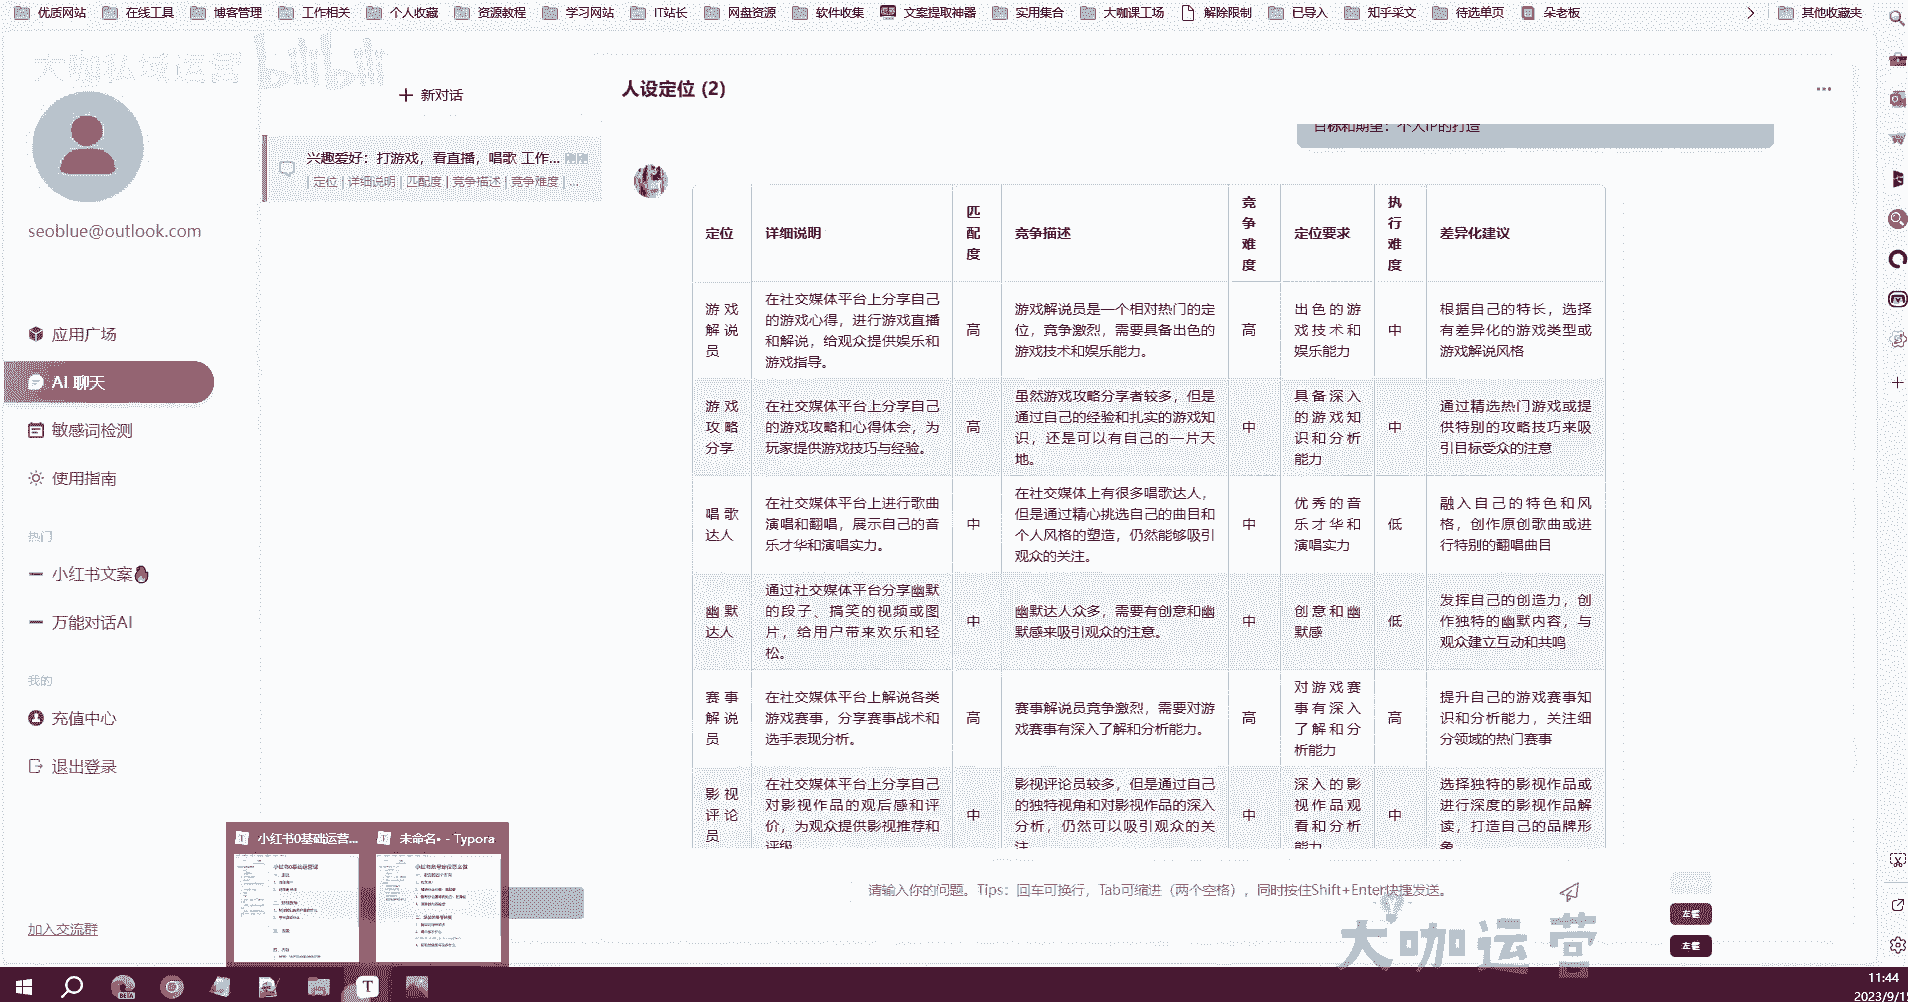 优质网站 在线工具 博客管理 工作相关 个人收藏 资源教程 学习网站 IT站长 网盘资源 软件收集 文案提取神器 实用集合 大咖课工场 解除限制 已导入 知乎采文 待选单页 朵老板 其他收藏夹
大咖私域运营 bilibili
seoblue@outlook.com
应用广场
AI 聊天
敏感词检测
使用指南
热门
小红书文案
万能对话AI
我的
充值中心
退出登录
加入交流群
新对话
兴趣爱好：打游戏，看直播，唱歌 工作... 刚刚
| 定位 | 详细说明 | 匹配度 | 竞争描述 | 竞争难度 | ...
人设定位 (2)
目标和期望：个人IP的打造
定位 详细说明 匹配度 竞争描述 竞争难度 定位要求 执行难度 差异化建议
游戏解说员
在社交媒体平台上分享自己
的游戏心得，进行游戏直播
和解说，给观众提供娱乐和
游戏指导。
高
游戏解说员是一个相对热门的定
位，竞争激烈，需要具备出色的
游戏技术和娱乐能力。
高
出色的游
戏技术和
娱乐能力
中
根据自己的特长，选择
有差异化的游戏类型或
游戏解说风格
游戏攻略分享
在社交媒体平台上分享自己
的游戏攻略和心得体会，为
玩家提供游戏技巧与经验。
高
虽然游戏攻略分享者较多，但是
通过自己的经验和扎实的游戏知
识，还是可以有自己的一片天
地。
中
具备深入
的游戏知
识和分析
能力
中
通过精选热门游戏或提
供特别的攻略技巧来吸
引目标受众的注意
唱歌达人
在社交媒体平台上进行歌曲
演唱和翻唱，展示自己的音
乐才华和演唱实力。
中
在社交媒体上有很多唱歌达人，
但是通过精心挑选自己的曲目和
个人风格的塑造，仍然能够吸引
观众的关注。
中
优秀的音
乐才华和
演唱实力
低
融入自己的特色和风
格，创作原创歌曲或进
行特别的翻唱曲目
幽默达人
通过社交媒体平台分享幽默
的段子、搞笑的视频或图
片，给用户带来欢乐和轻
松。
中
幽默达人众多，需要有创意和幽
默感来吸引观众的注意。
中
创意和幽
默感
低
发挥自己的创造力，创
作独特的幽默内容，与
观众建立互动和共鸣
赛事解说员
在社交媒体平台上解说各类
游戏赛事，分享赛事战术和
选手表现分析。
高
赛事解说员竞争激烈，需要对游
戏赛事有深入了解和分析能力。
高
对游戏赛
事有深入
了解和分
析能力
高
提升自己的游戏赛事知
识和分析能力，关注细
分领域的热门赛事
影视评论员
在社交媒体平台上分享自己
对影视作品的观后感和评
价，为观众提供影视推荐和
评级
中
影视评论员较多，但是通过自己
的独特视角和对影视作品的深入
分析，仍然可以吸引观众的关
注
中
深入的影
视作品观
看和分析
能力
中
选择独特的影视作品或
进行深度的影视作品解
读，打造自己的品牌形
象
请输入你的问题。Tips：回车可换行，Tab可缩进（两个空格），同时按住Shift+Enter快捷发送。
小红书0基础运营...
未命名• - Typora
大咖运营
11:44
2023/9/1